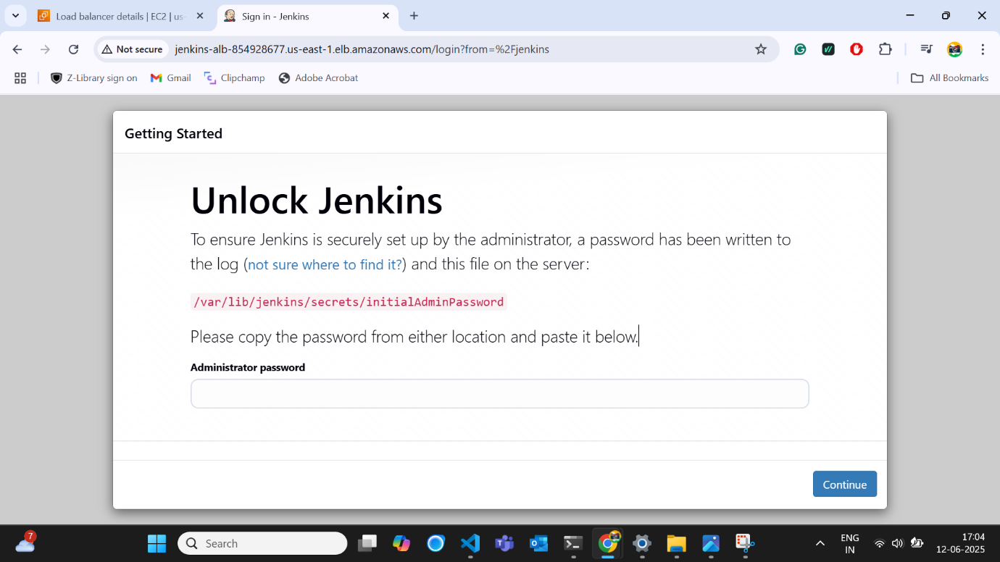 Load balancer details | EC2 | us-
Sign in - Jenkins
Not secure
jenkins-alb-854928677.us-east-1.elb.amazonaws.com/login?from=%2Fjenkins
Z-Library sign on
Gmail
Clipchamp
Adobe Acrobat
All Bookmarks
Getting Started
Unlock Jenkins
To ensure Jenkins is securely set up by the administrator, a password has been written to
the log (not sure where to find it?) and this file on the server:
/var/lib/jenkins/secrets/initialAdminPassword
Please copy the password from either location and paste it below.
Administrator password
Continue
7
Search
ENG
IN
17:04
12-06-2025